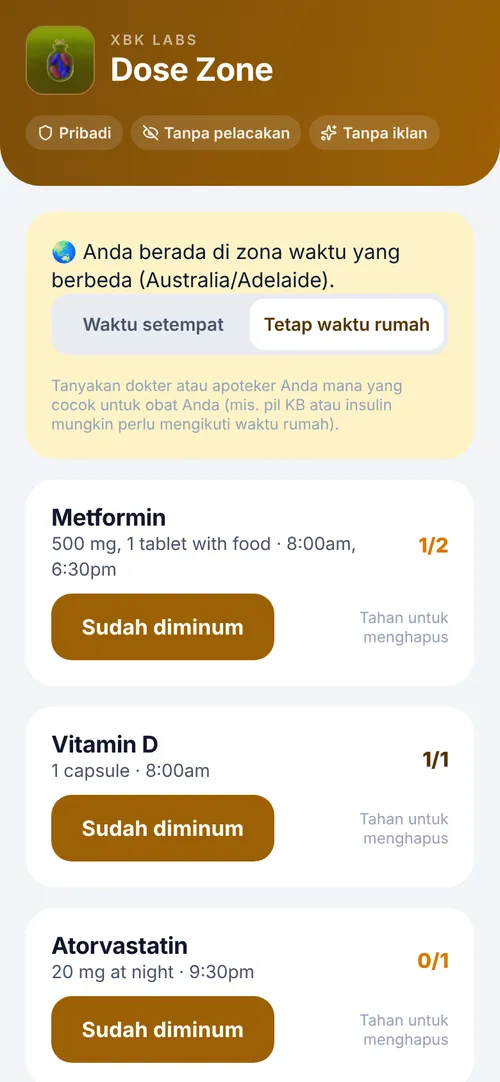 XBK LABS
Dose Zone
Pribadi
Tanpa pelacakan
Tanpa iklan
🌏 Anda berada di zona waktu yang
berbeda (Australia/Adelaide).
Waktu setempat
Tetap waktu rumah
Tanyakan dokter atau apoteker Anda mana yang
cocok untuk obat Anda (mis. pil KB atau insulin
mungkin perlu mengikuti waktu rumah).
Metformin
500 mg, 1 tablet with food · 8:00am,
6:30pm
1/2
Sudah diminum
Tahan untuk
menghapus
Vitamin D
1 capsule · 8:00am
1/1
Sudah diminum
Tahan untuk
menghapus
Atorvastatin
20 mg at night · 9:30pm
0/1
Sudah diminum
Tahan untuk
menghapus